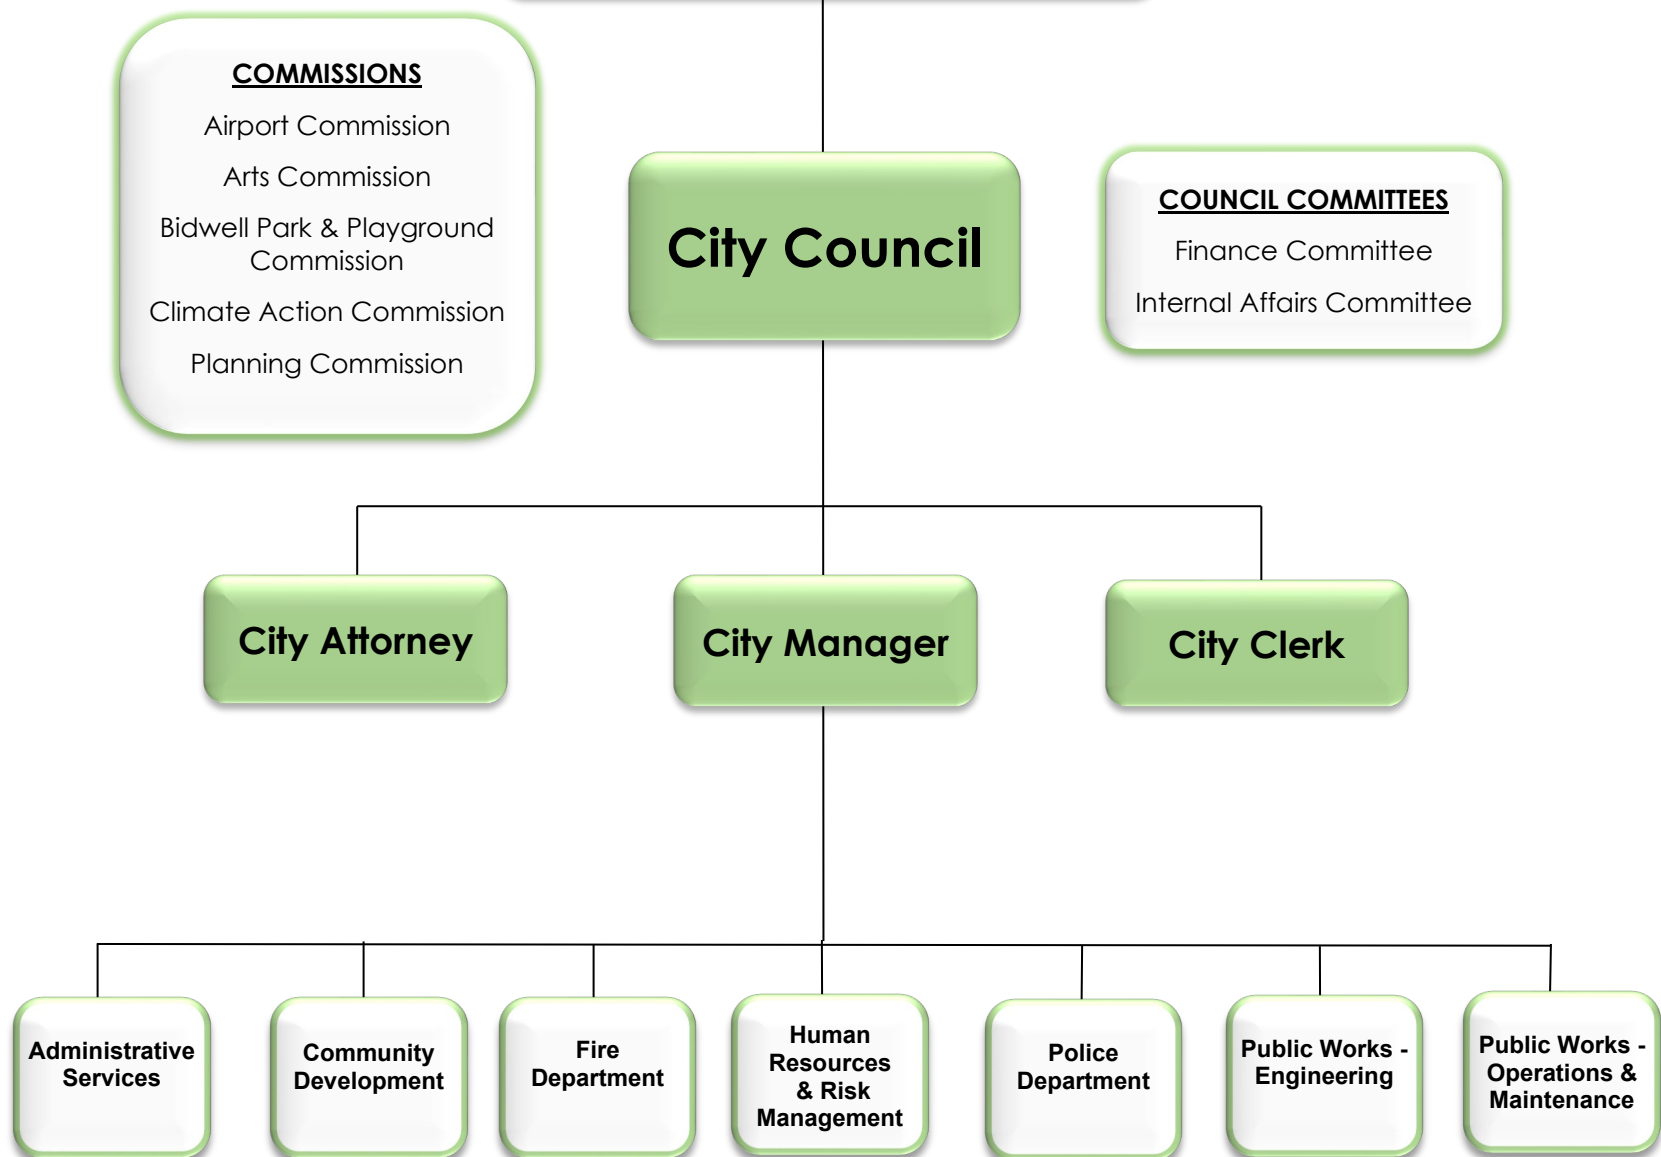 COMMISSIONS
Airport Commission
Arts Commission
Bidwell Park & Playground
Commission
Climate Action Commission
Planning Commission
City Council
COUNCIL COMMITTEES
Finance Committee
Internal Affairs Committee
City Attorney
City Manager
City Clerk
Administrative
Services
Community
Development
Fire
Department
Human
Resources
& Risk
Management
Police
Department
Public Works -
Engineering
Public Works -
Operations &
Maintenance